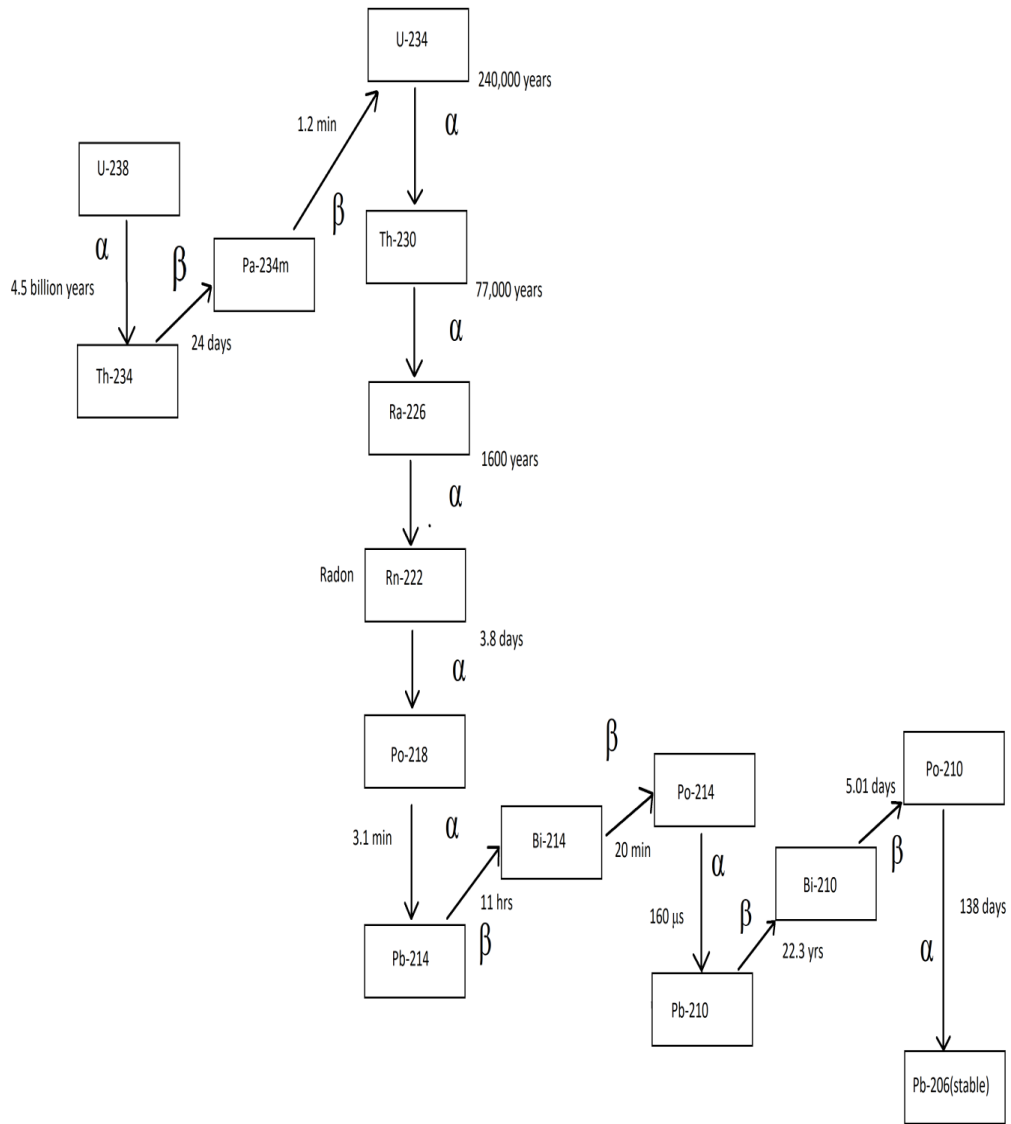 U-234
240,000 years
α
1.2 min
β
U-238
α
4.5 billion years
β
Pa-234m
24 days
Th-234
Th-230
77,000 years
α
Ra-226
1600 years
α
Radon
Rn-222
3.8 days
α
Po-218
3.1 min
α
Pb-214
11 hrs
β
Bi-214
β
20 min
Po-214
α
160 μs
Pb-210
β
22.3 yrs
Bi-210
5.01 days
β
Po-210
138 days
α
Pb-206(stable)